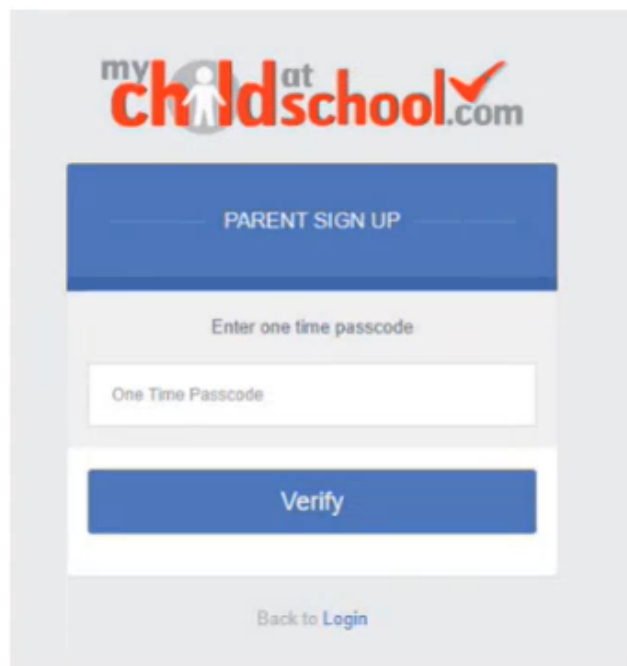 my child at school.com
PARENT SIGN UP
Enter one time passcode
One Time Passcode
Verify
Back to Login